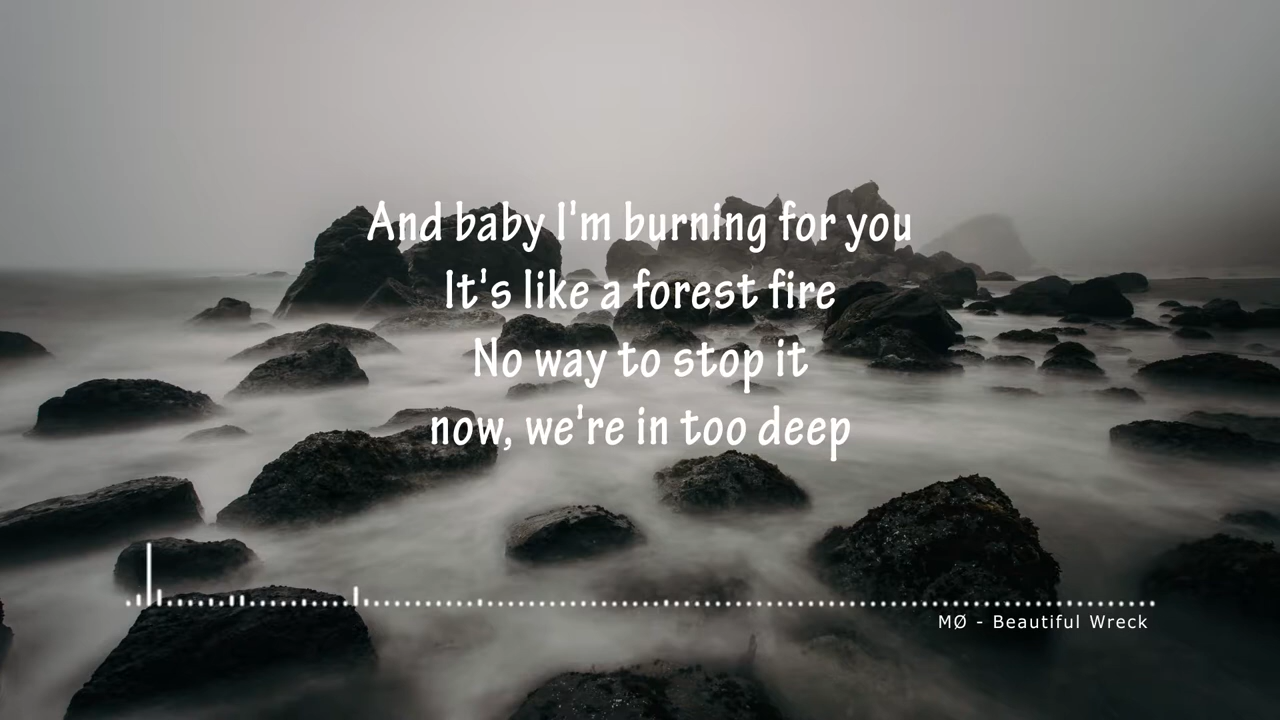 And baby I'm burning for you
It's like a forest fire
No way to stop it
now, we're in too deep
MØ - Beautiful Wreck